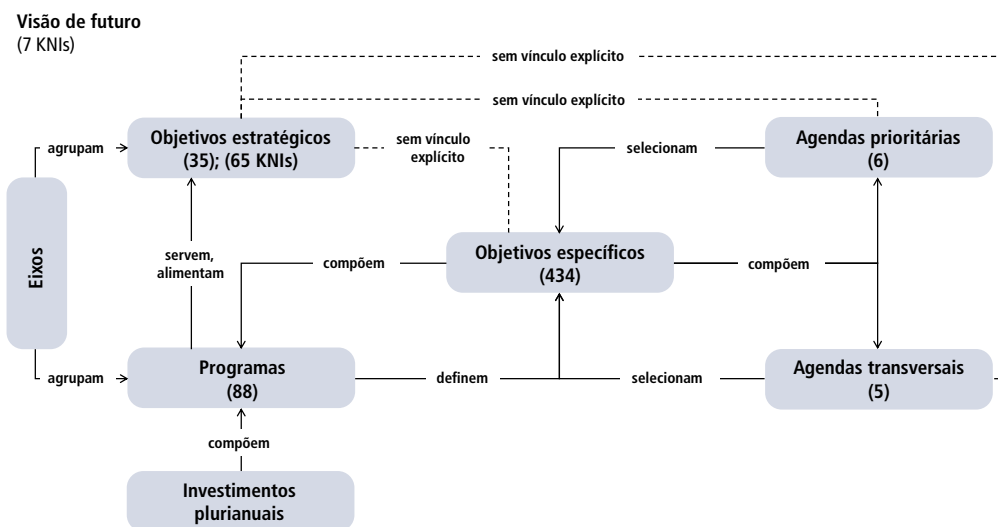 Visão de futuro
(7 KNIs)
sem vínculo explícito
sem vínculo explícito
agrupam
Objetivos estratégicos
(35); (65 KNIs)
sem vínculo
explícito
selecionam
Agendas prioritárias
(6)
Eixos
servem,
alimentam
compõem
Objetivos específicos
(434)
compõem
agrupam
Programas
(88)
definem
selecionam
Agendas transversais
(5)
compõem
Investimentos
plurianuais